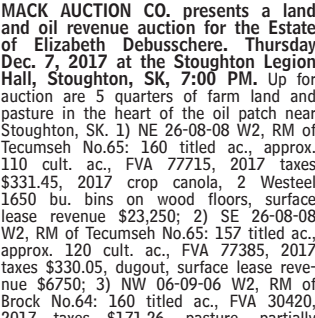 MACK AUCTION CO. presents a land
and oil revenue auction for the Estate
of Elizabeth Debusschere. Thursday
Dec. 7, 2017 at the Stoughton Legion
Hall, Stoughton, SK, 7:00 PM. Up for
auction are 5 quarters of farm land and
pasture in the heart of the oil patch near
Stoughton, SK. 1) NE 26-08-08 W2, RM of
Tecumseh No.65: 160 titled ac., approx.
110 cult. ac., FVA 77715, 2017 taxes
$331.45, 2017 crop canola, 2 Westeel
1650 bu. bins on wood floors, surface
lease revenue $23,250; 2) SE 26-08-08
W2, RM of Tecumseh No.65: 157 titled ac.,
approx. 120 cult. ac., FVA 77385, 2017
taxes $330.05, dugout, surface lease reve-
nue $6750; 3) NW 06-09-06 W2, RM of
Brock No.64: 160 titled ac., FVA 30420,
2017 taxes $171.26, pasture, partially